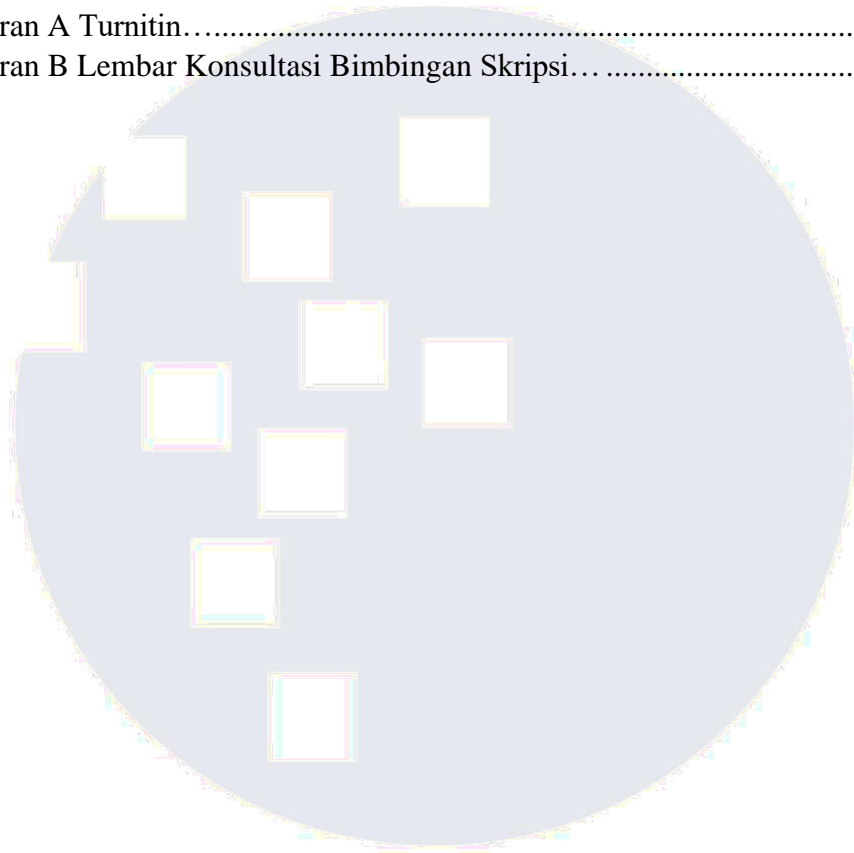 ran A Turnitin…...............................................................................
ran B Lembar Konsultasi Bimbingan Skripsi… ..............................